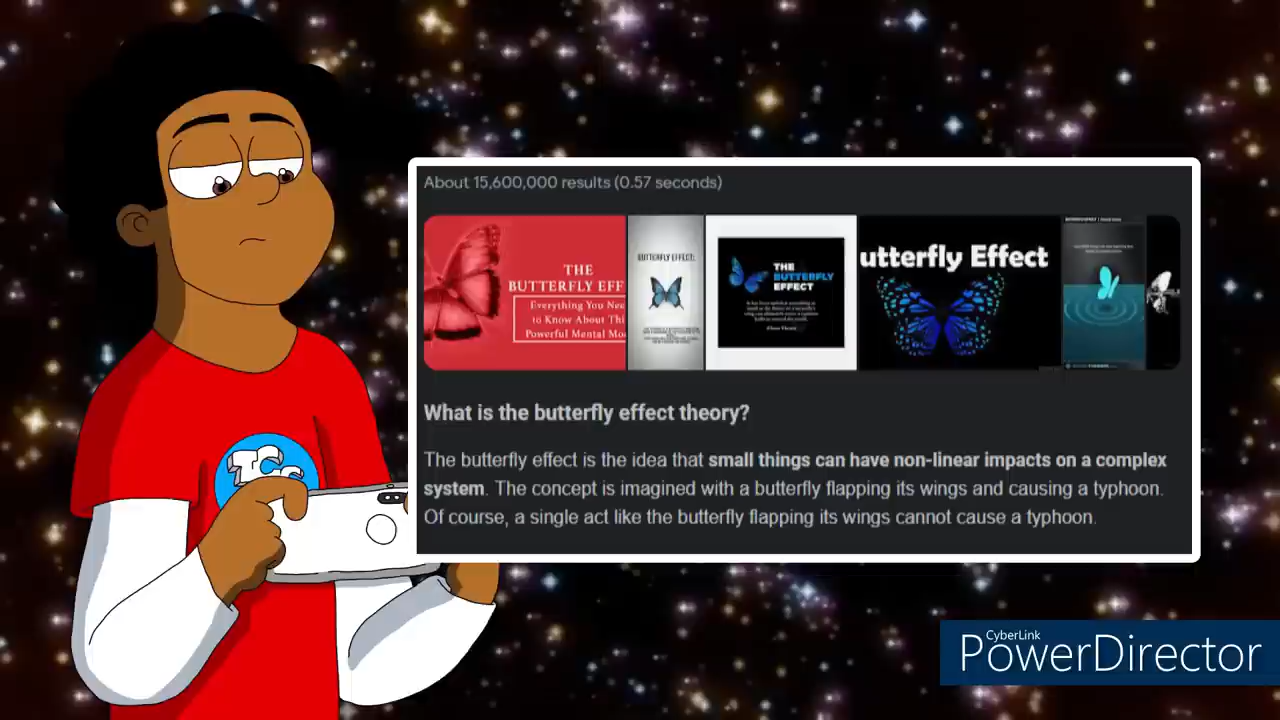 About 15,600,000 results (0.57 seconds)
THE
BUTTERFLY EFF
Everything You Nee
to Know About Thi
Powerful Mental Mo
BUTTERFLY EFFECT:
THE
BUTTERFLY
EFFECT
utterfly Effect
What is the butterfly effect theory?
The butterfly effect is the idea that small things can have non-linear impacts on a complex
system. The concept is imagined with a butterfly flapping its wings and causing a typhoon.
Of course, a single act like the butterfly flapping its wings cannot cause a typhoon.
CyberLink
PowerDirector